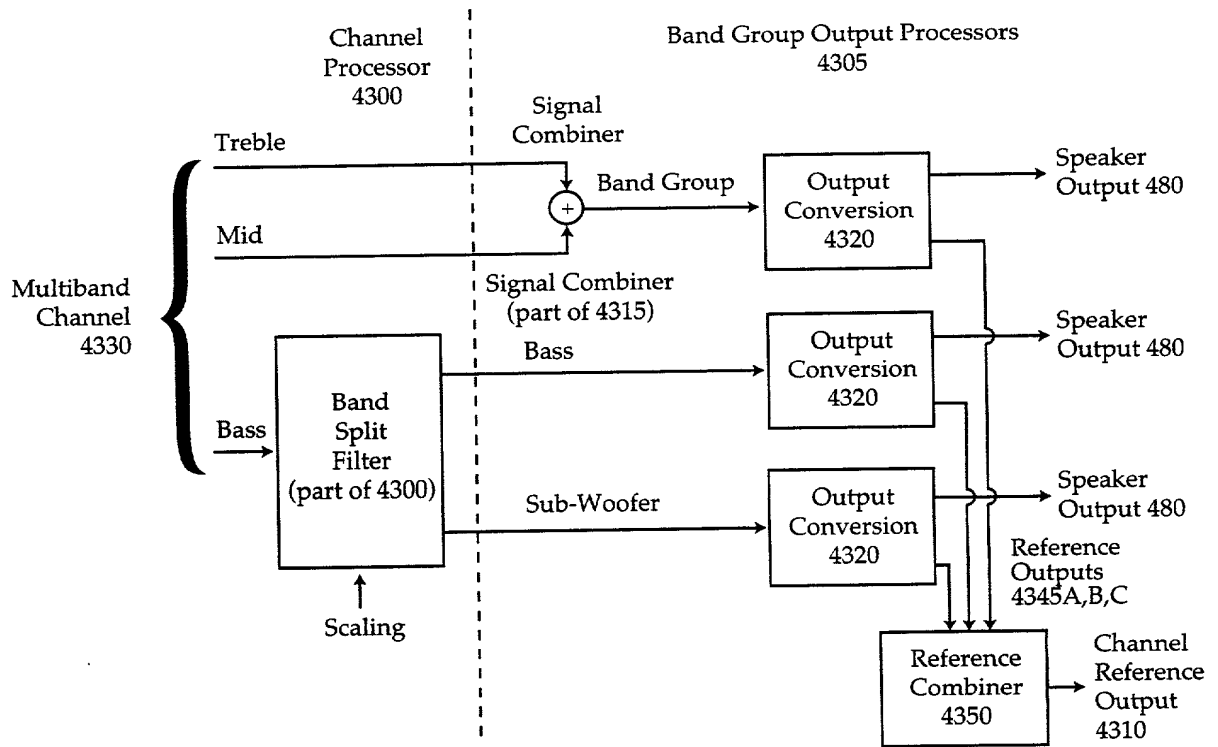 Channel
Processor
4300
Band Group Output Processors
4305
Signal
Combiner
Treble
Band Group
Output
Conversion
4320
Speaker
Output 480
Mid
Multiband
Channel
4330
Signal Combiner
(part of 4315)
Bass
Output
Conversion
4320
Speaker
Output 480
Bass
Band
Split
Filter
(part of 4300)
Sub-Woofer
Output
Conversion
4320
Speaker
Output 480
Scaling
Reference
Outputs
4345A,B,C
Reference
Combiner
4350
Channel
Reference
Output
4310